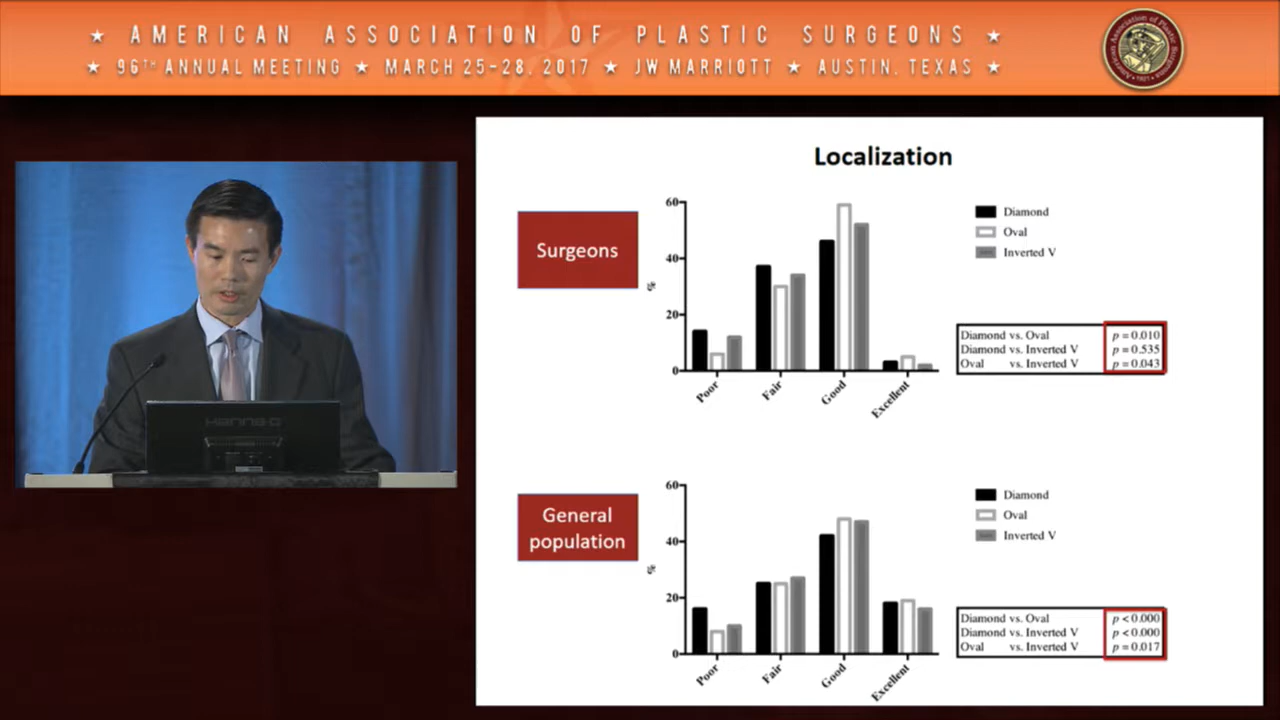 ★ AMERICAN ASSOCIATION OF PLASTIC SURGEONS ★
★ 96TH ANNUAL MEETING ★ MARCH 25-28, 2017 ★ JW MARRIOTT ★ AUSTIN, TEXAS ★
Localization
Surgeons
60
40
20
0
%
Poor
Fair
Good
Excellent
Diamond
Oval
Inverted V
Diamond vs. Oval p = 0.010
Diamond vs. Inverted V p = 0.535
Oval vs. Inverted V p = 0.043
General
population
60
40
20
0
%
Poor
Fair
Good
Excellent
Diamond
Oval
Inverted V
Diamond vs. Oval p < 0.000
Diamond vs. Inverted V p < 0.000
Oval vs. Inverted V p = 0.017